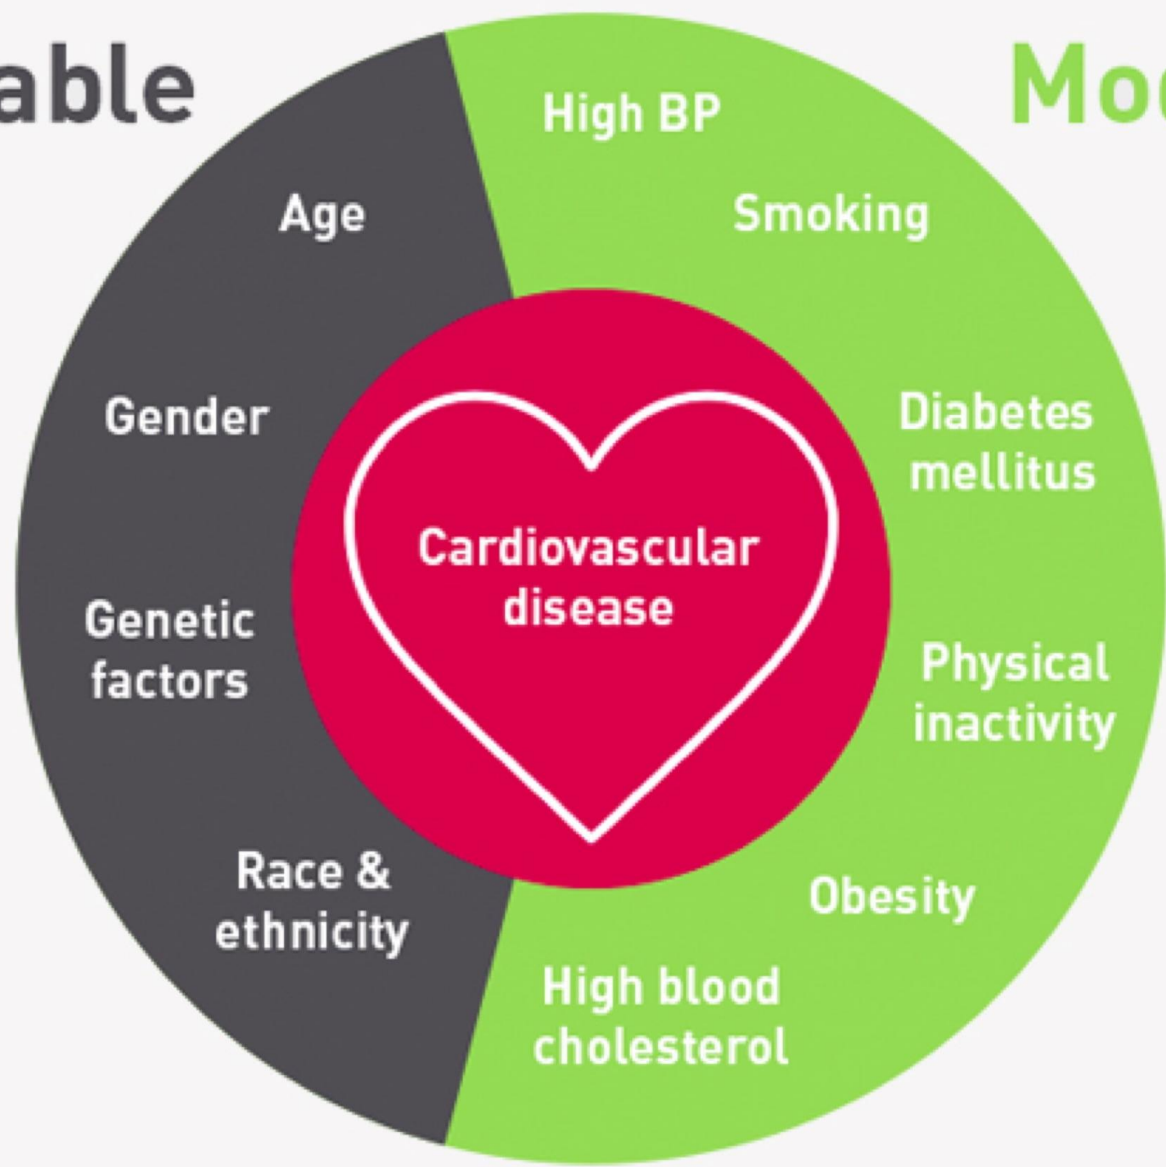 able
Moc
High BP
Age
Smoking
Gender
Diabetes
mellitus
Cardiovascular
disease
Genetic
factors
Physical
inactivity
Race &
ethnicity
Obesity
High blood
cholesterol